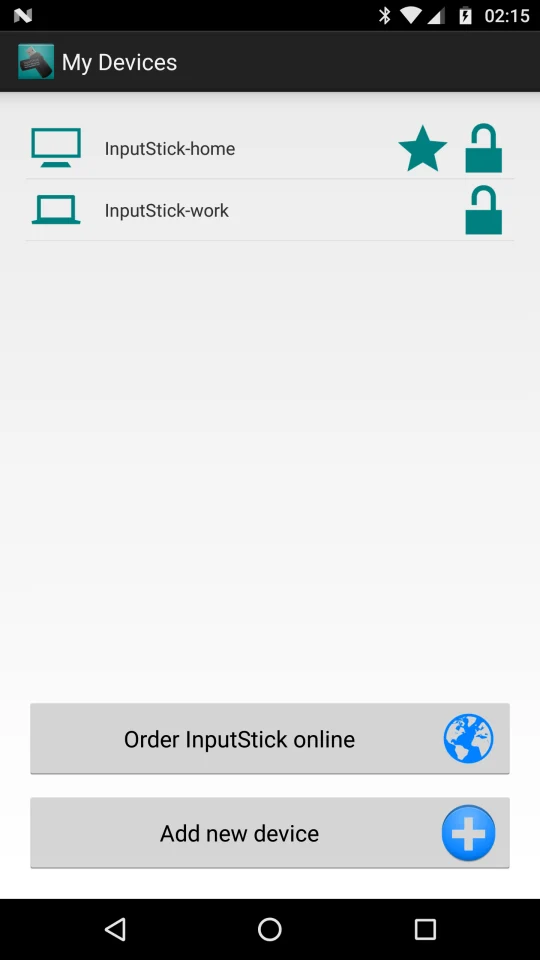 02:15
My Devices
InputStick-home
InputStick-work
Order InputStick online
Add new device